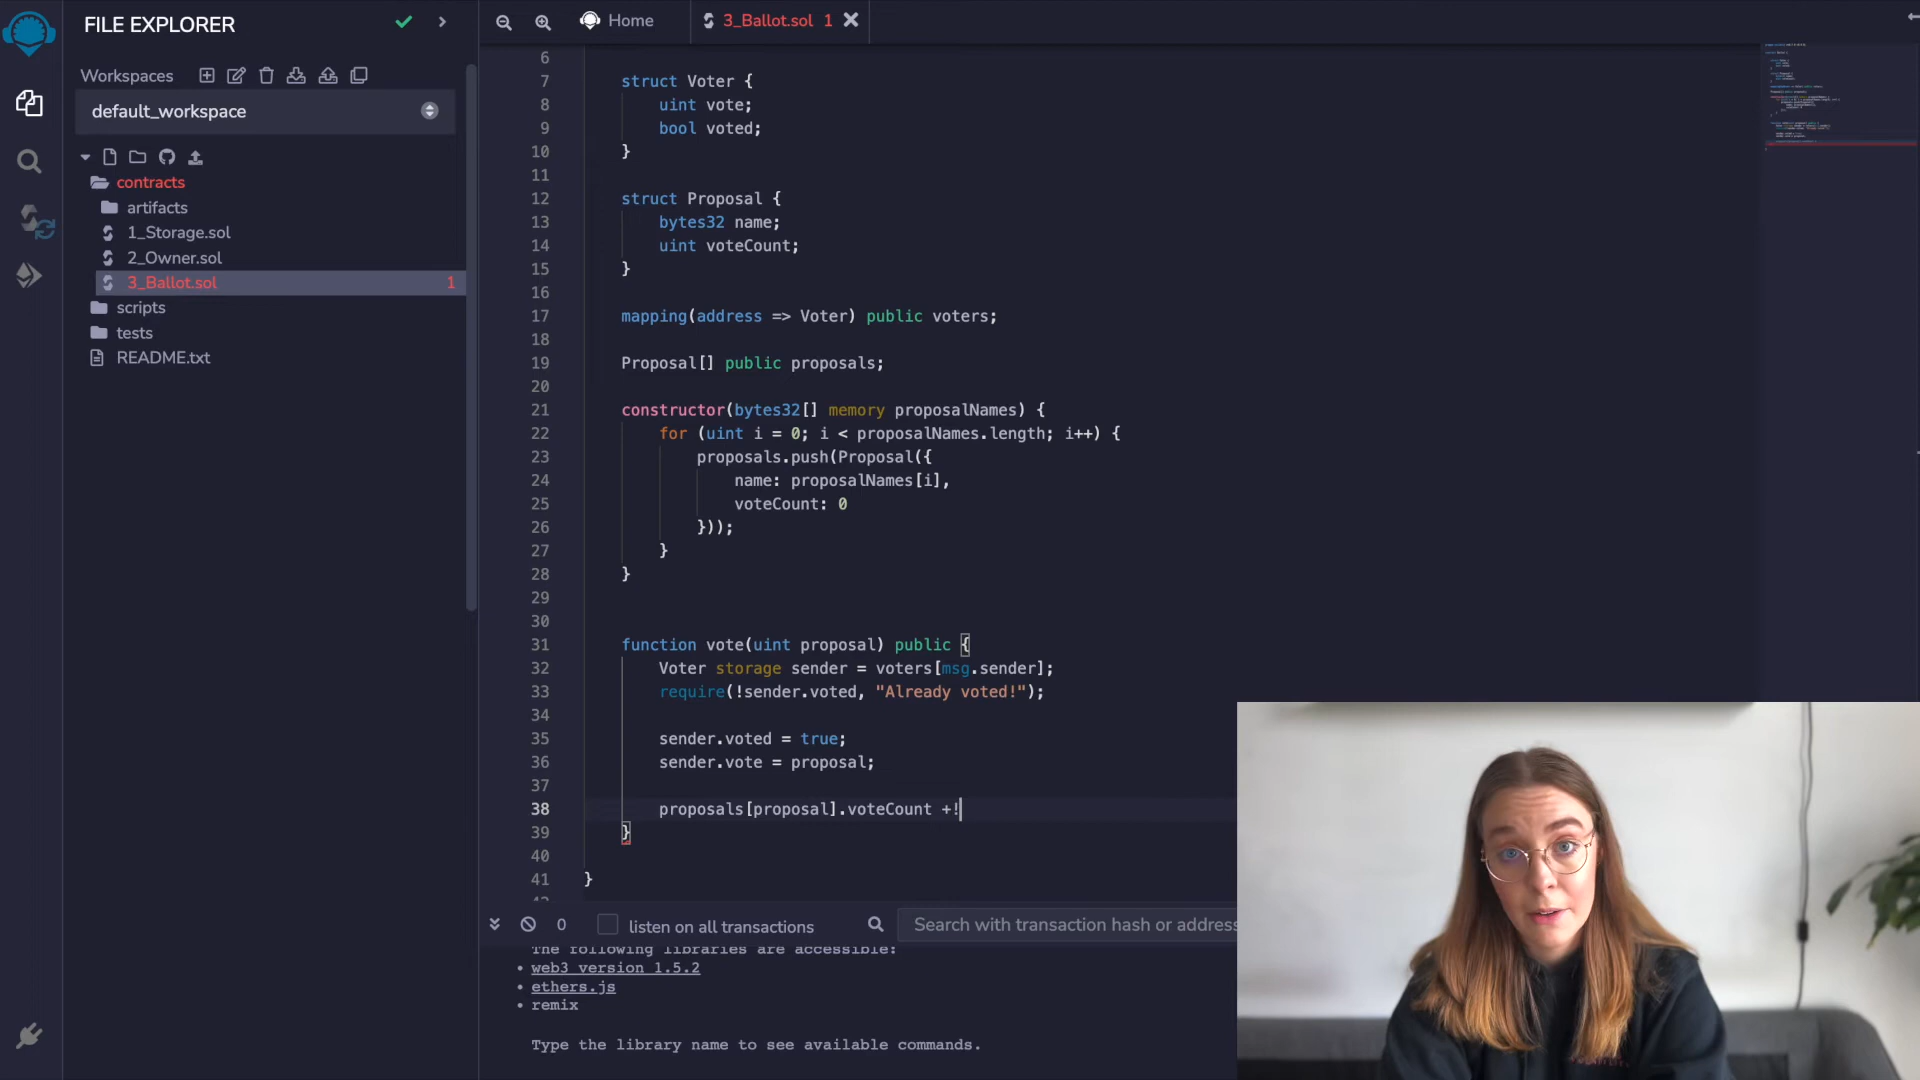 FILE EXPLORER
Workspaces
default_workspace
contracts
artifacts
1_Storage.sol
2_Owner.sol
3_Ballot.sol 1
scripts
tests
README.txt
Home
3_Ballot.sol 1
6
7 struct Voter {
8 uint vote;
9 bool voted;
10 }
11
12 struct Proposal {
13 bytes32 name;
14 uint voteCount;
15 }
16
17 mapping(address => Voter) public voters;
18
19 Proposal[] public proposals;
20
21 constructor(bytes32[] memory proposalNames) {
22 for (uint i = 0; i < proposalNames.length; i++) {
23 proposals.push(Proposal({
24 name: proposalNames[i],
25 voteCount: 0
26 }));
27 }
28 }
29
30
31 function vote(uint proposal) public {
32 Voter storage sender = voters[msg.sender];
33 require(!sender.voted, "Already voted!");
34
35 sender.voted = true;
36 sender.vote = proposal;
37
38 proposals[proposal].voteCount +!
39 }
40
41 }
0 listen on all transactions Search with transaction hash or address
The following libraries are accessible:
• web3 version 1.5.2
• ethers.js
• remix
Type the library name to see available commands.